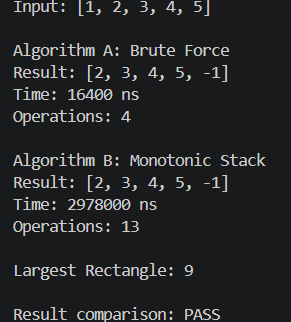 Input: [1, 2, 3, 4, 5]
Algorithm A: Brute Force
Result: [2, 3, 4, 5, -1]
Time: 16400 ns
Operations: 4
Algorithm B: Monotonic Stack
Result: [2, 3, 4, 5, -1]
Time: 2978000 ns
Operations: 13
Largest Rectangle: 9
Result comparison: PASS